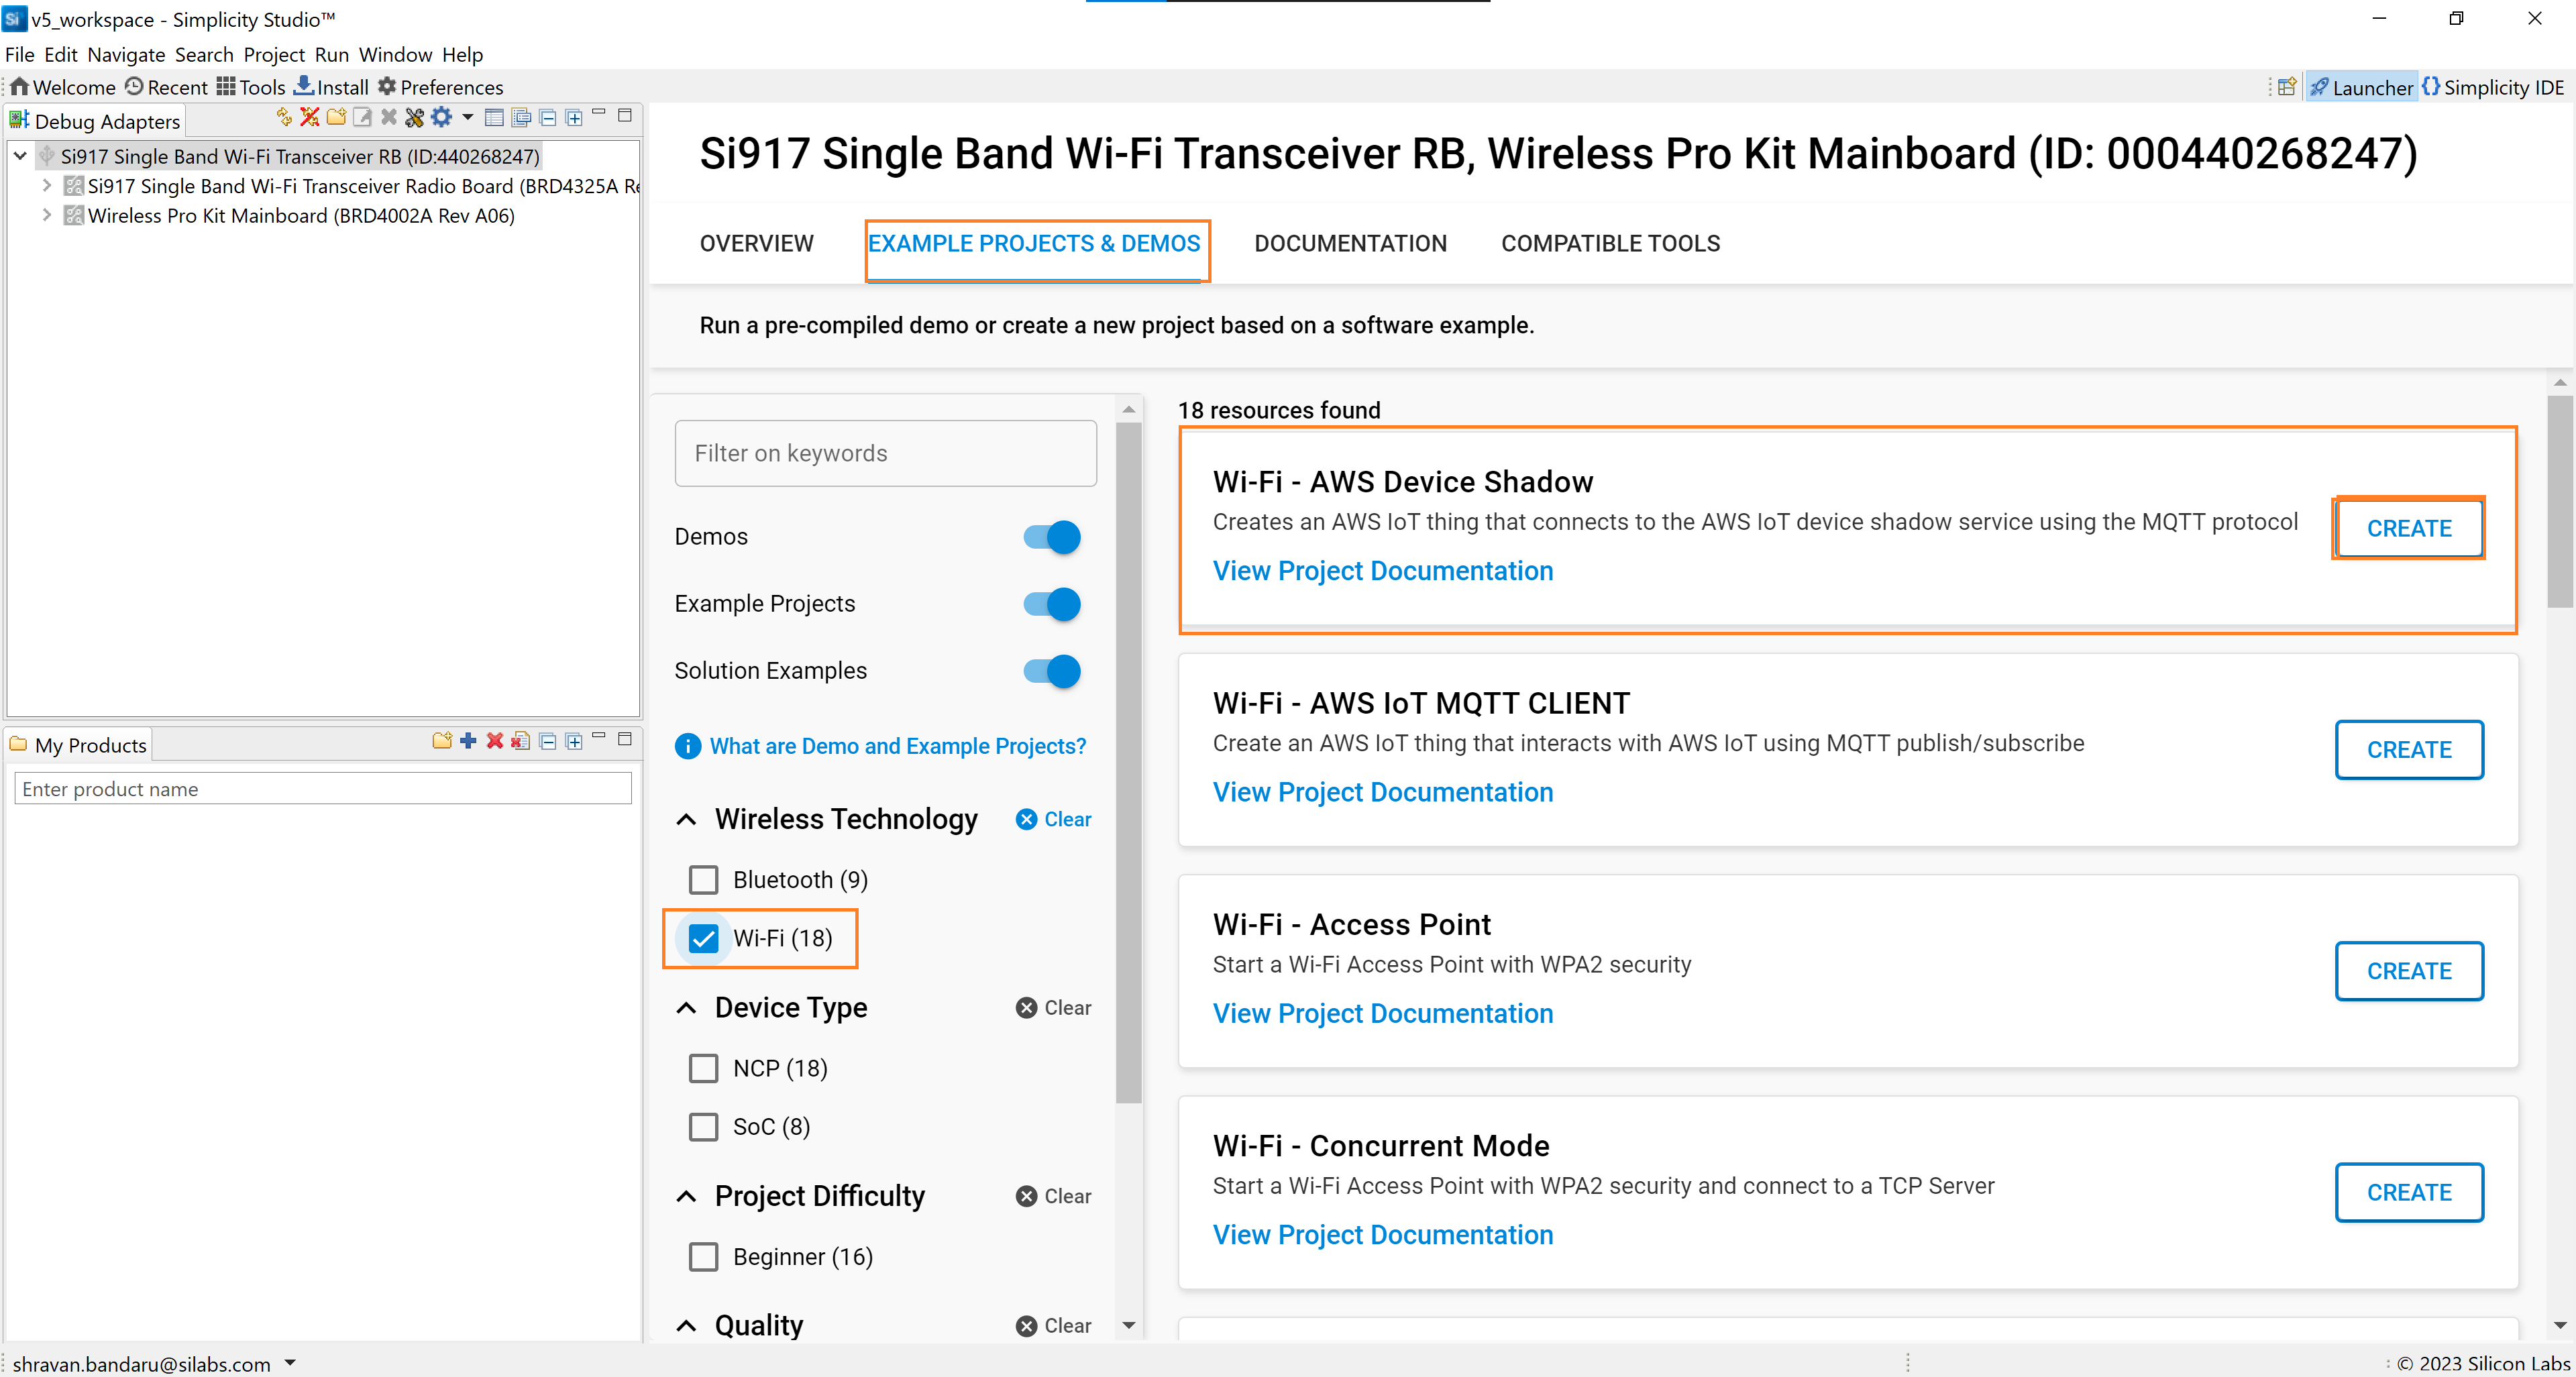 v5_workspace - Simplicity Studio™
File Edit Navigate Search Project Run Window Help
Welcome Recent Tools Install Preferences
Launcher Simplicity IDE
Debug Adapters
Si917 Single Band Wi-Fi Transceiver RB (ID:440268247)
Si917 Single Band Wi-Fi Transceiver Radio Board (BRD4325A Re
Wireless Pro Kit Mainboard (BRD4002A Rev A06)
My Products
Enter product name
Si917 Single Band Wi-Fi Transceiver RB, Wireless Pro Kit Mainboard (ID: 000440268247)
OVERVIEW EXAMPLE PROJECTS & DEMOS DOCUMENTATION COMPATIBLE TOOLS
Run a pre-compiled demo or create a new project based on a software example.
Filter on keywords
Demos
Example Projects
Solution Examples
What are Demo and Example Projects?
Wireless Technology Clear
Bluetooth (9)
Wi-Fi (18)
Device Type Clear
NCP (18)
SoC (8)
Project Difficulty Clear
Beginner (16)
Quality Clear
18 resources found
Wi-Fi - AWS Device Shadow
Creates an AWS IoT thing that connects to the AWS IoT device shadow service using the MQTT protocol
View Project Documentation
CREATE
Wi-Fi - AWS IoT MQTT CLIENT
Create an AWS IoT thing that interacts with AWS IoT using MQTT publish/subscribe
View Project Documentation
CREATE
Wi-Fi - Access Point
Start a Wi-Fi Access Point with WPA2 security
View Project Documentation
CREATE
Wi-Fi - Concurrent Mode
Start a Wi-Fi Access Point with WPA2 security and connect to a TCP Server
View Project Documentation
CREATE
shravan.bandaru@silabs.com
© 2023 Silicon Labs